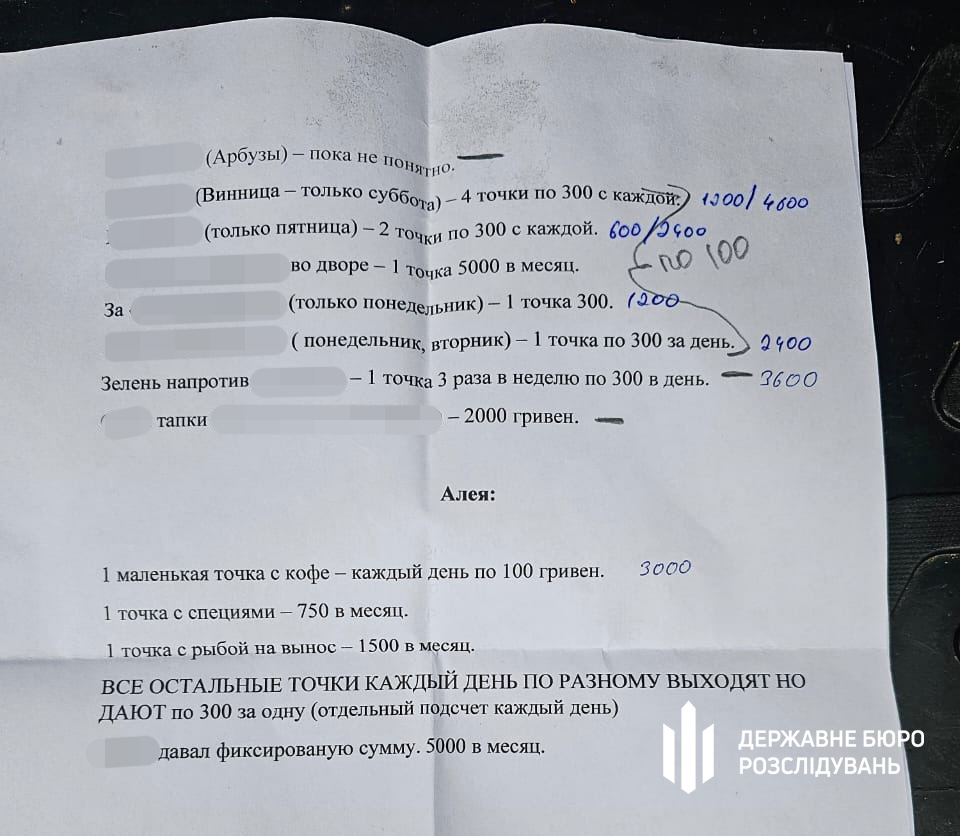 (Арбузы) – пока не понятно. —
(Винница – только суббота) – 4 точки по 300 с каждой. 1200/4800
(только пятница) – 2 точки по 300 с каждой. 600/2400
по 100
во дворе – 1 точка 5000 в месяц.
За (только понедельник) – 1 точка 300. 1200
( понедельник, вторник) – 1 точка по 300 за день. 2400
Зелень напротив – 1 точка 3 раза в неделю по 300 в день. — 3600
тапки – 2000 гривен. —
Алея:
1 маленькая точка с кофе – каждый день по 100 гривен. 3000
1 точка с специями – 750 в месяц.
1 точка с рыбой на вынос – 1500 в месяц.
ВСЕ ОСТАЛЬНЫЕ ТОЧКИ КАЖДЫЙ ДЕНЬ ПО РАЗНОМУ ВЫХОДЯТ НО
ДАЮТ по 300 за одну (отдельный подсчет каждый день)
давал фиксированую сумму. 5000 в месяц.
ДЕРЖАВНЕ БЮРО
РОЗСЛІДУВАНЬ